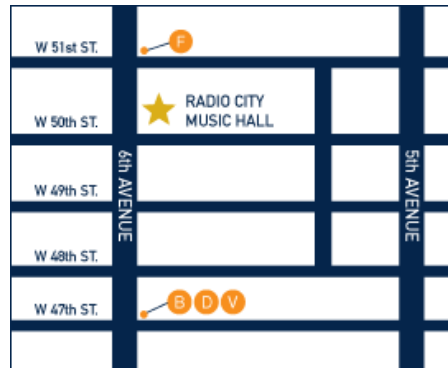 W 51st ST.
F
RADIO CITY
MUSIC HALL
W 50th ST.
6th AVENUE
5th AVENUE
W 49th ST.
W 48th ST.
B D V
W 47th ST.